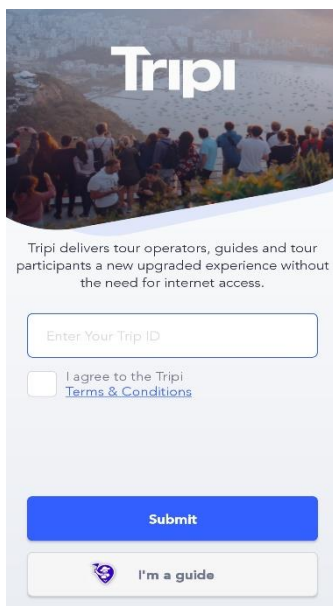 Tripi
Tripi delivers tour operators, guides and tour
participants a new upgraded experience without
the need for internet access.
Enter Your Trip ID
I agree to the Tripi
Terms & Conditions
Submit
I'm a guide